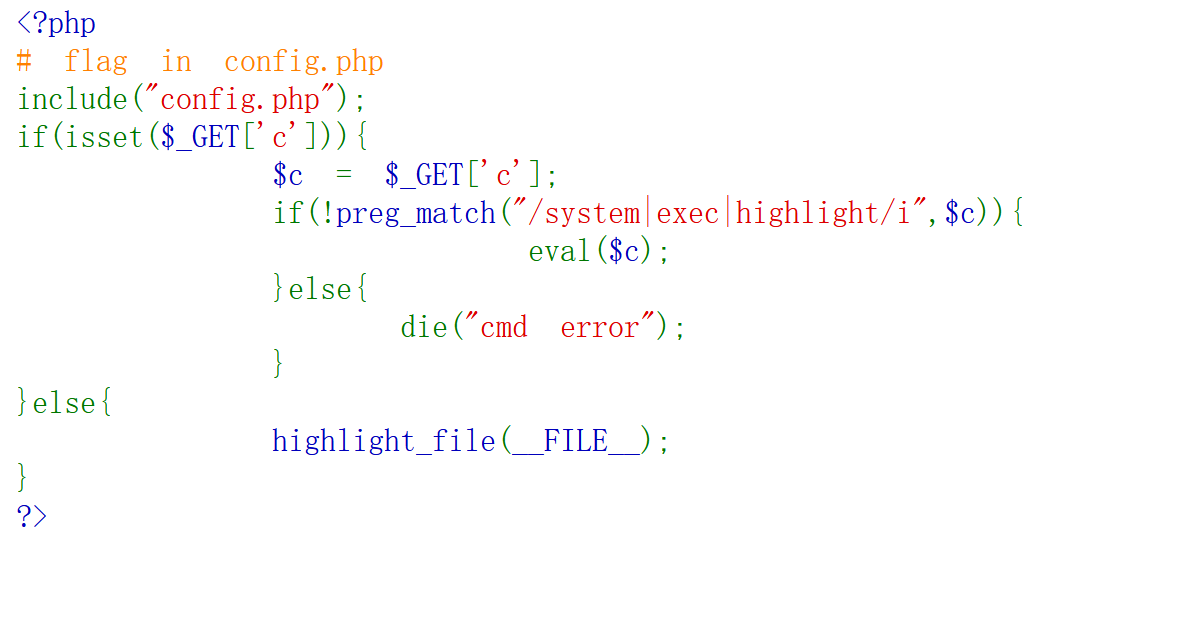 <?php
# flag in config.php
include("config.php");
if(isset($_GET['c'])){
        $c = $_GET['c'];
        if(!preg_match("/system|exec|highlight/i",$c)){
                eval($c);
        }else{
            die("cmd error");
        }
}else{
        highlight_file(__FILE__);
}
?>